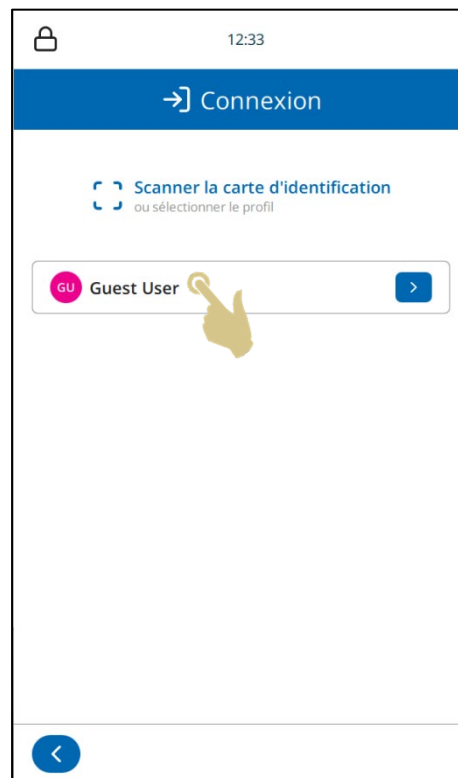 12:33
Connexion
Scanner la carte d'identification
ou sélectionner le profil
GU Guest User